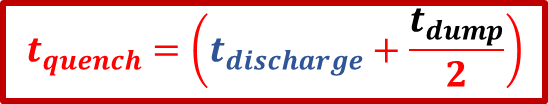 t_quench = (t_discharge + t_dump/2)